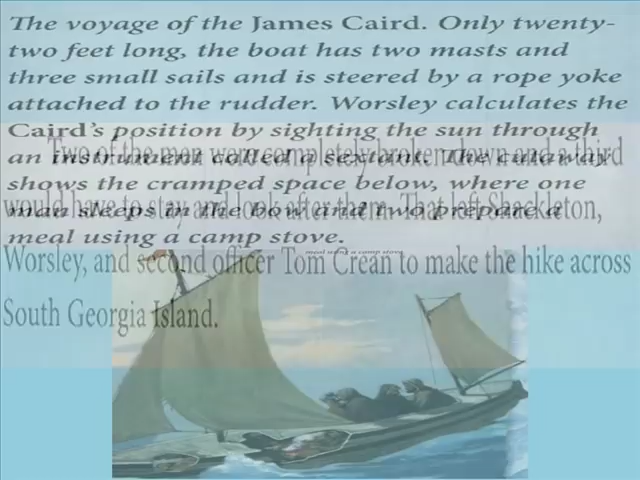 The voyage of the James Caird. Only twenty-
two feet long, the boat has two masts and
three small sails and is steered by a rope yoke
attached to the rudder. Worsley calculates the
Caird's position by sighting the sun through
an instrument called a sextant. The cutaway
shows the cramped space below, where one
man sleeps in the bow and two prepare a
meal using a camp stove.
Two of the men were completely broken down and a third
would have to stay and look after them. That left Shackleton,
Worsley, and second officer Tom Crean to make the hike across
South Georgia Island.
meal using a camp stove.